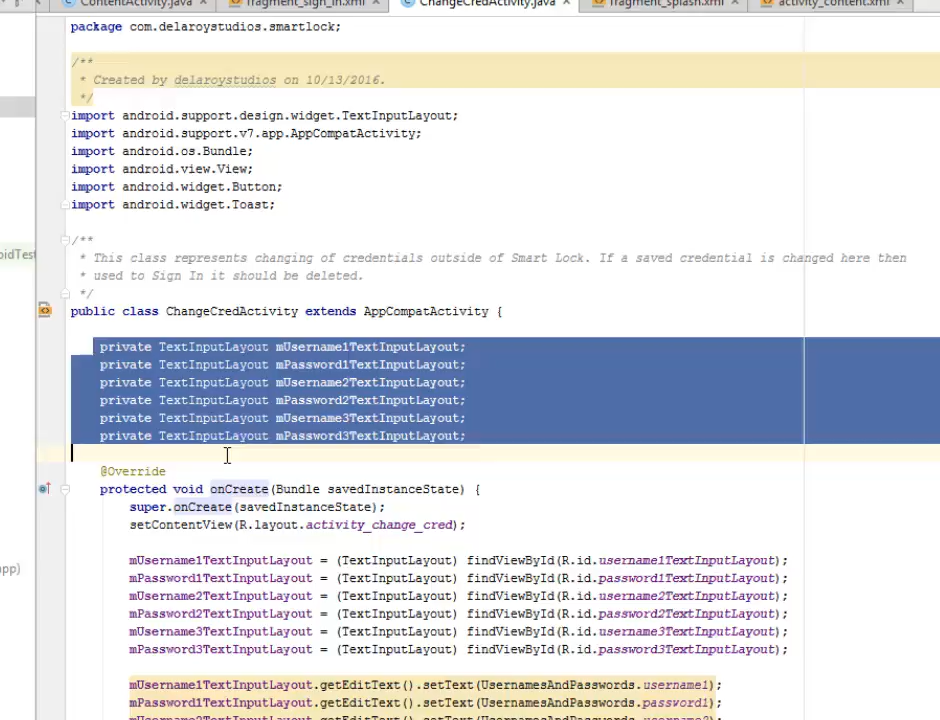 ContentActivity.java fragment_sign_in.xml ChangeCredActivity.java fragment_splash.xml activity_content.xml
package com.delaroystudios.smartlock;
/**
* Created by delaroystudios on 10/13/2016.
*/
import android.support.design.widget.TextInputLayout;
import android.support.v7.app.AppCompatActivity;
import android.os.Bundle;
import android.view.View;
import android.widget.Button;
import android.widget.Toast;
/**
* This class represents changing of credentials outside of Smart Lock. If a saved credential is changed here then
* used to Sign In it should be deleted.
*/
public class ChangeCredActivity extends AppCompatActivity {
private TextInputLayout mUsername1TextInputLayout;
private TextInputLayout mPassword1TextInputLayout;
private TextInputLayout mUsername2TextInputLayout;
private TextInputLayout mPassword2TextInputLayout;
private TextInputLayout mUsername3TextInputLayout;
private TextInputLayout mPassword3TextInputLayout;
@Override
protected void onCreate(Bundle savedInstanceState) {
super.onCreate(savedInstanceState);
setContentView(R.layout.activity_change_cred);
mUsername1TextInputLayout = (TextInputLayout) findViewById(R.id.username1TextInputLayout);
mPassword1TextInputLayout = (TextInputLayout) findViewById(R.id.password1TextInputLayout);
mUsername2TextInputLayout = (TextInputLayout) findViewById(R.id.username2TextInputLayout);
mPassword2TextInputLayout = (TextInputLayout) findViewById(R.id.password2TextInputLayout);
mUsername3TextInputLayout = (TextInputLayout) findViewById(R.id.username3TextInputLayout);
mPassword3TextInputLayout = (TextInputLayout) findViewById(R.id.password3TextInputLayout);
mUsername1TextInputLayout.getEditText().setText(UsernamesAndPasswords.username1);
mPassword1TextInputLayout.getEditText().setText(UsernamesAndPasswords.password1);
oidTest
app)